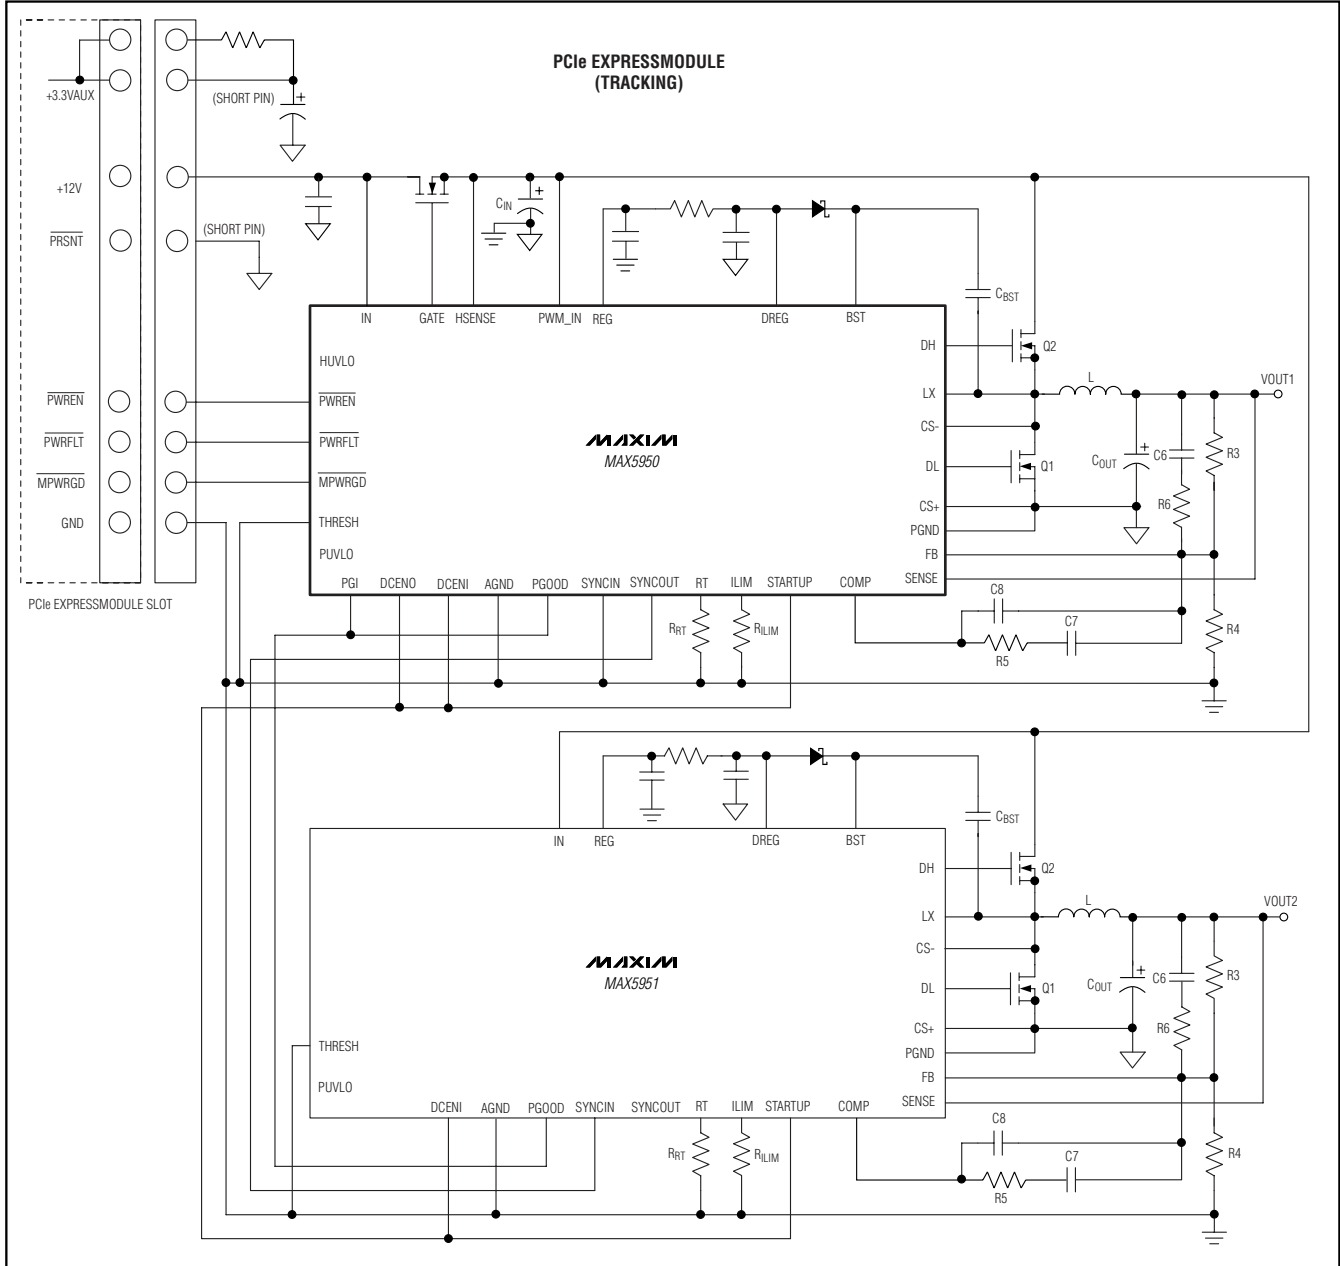 PCIe EXPRESSMODULE
(TRACKING)
+3.3VAUX
(SHORT PIN)
+12V
CIN
PRSNT
(SHORT PIN)
CBST
IN
GATE
HSENSE
PWM_IN
REG
DREG
BST
DH
Q2
HUVLO
L
VOUT1
PWREN
PWREN
LX
CS-
PWRFLT
PWRFLT
MAXIM
MAX5950
DL
Q1
COUT
C6
R3
MPWRGD
MPWRGD
CS+
R6
GND
THRESH
PGND
PUVLO
FB
SENSE
PGI
DCENO
DCENI
AGND
PGOOD
SYNCIN
SYNCOUT
RT
ILIM
STARTUP
COMP
PCIe EXPRESSMODULE SLOT
C8
RRT
RILIM
C7
R4
R5
CBST
IN
REG
DREG
BST
DH
Q2
L
VOUT2
LX
CS-
MAXIM
MAX5951
DL
Q1
COUT
C6
R3
CS+
R6
THRESH
PGND
PUVLO
FB
SENSE
DCENI
AGND
PGOOD
SYNCIN
SYNCOUT
RT
ILIM
STARTUP
COMP
C8
RRT
RILIM
C7
R4
R5